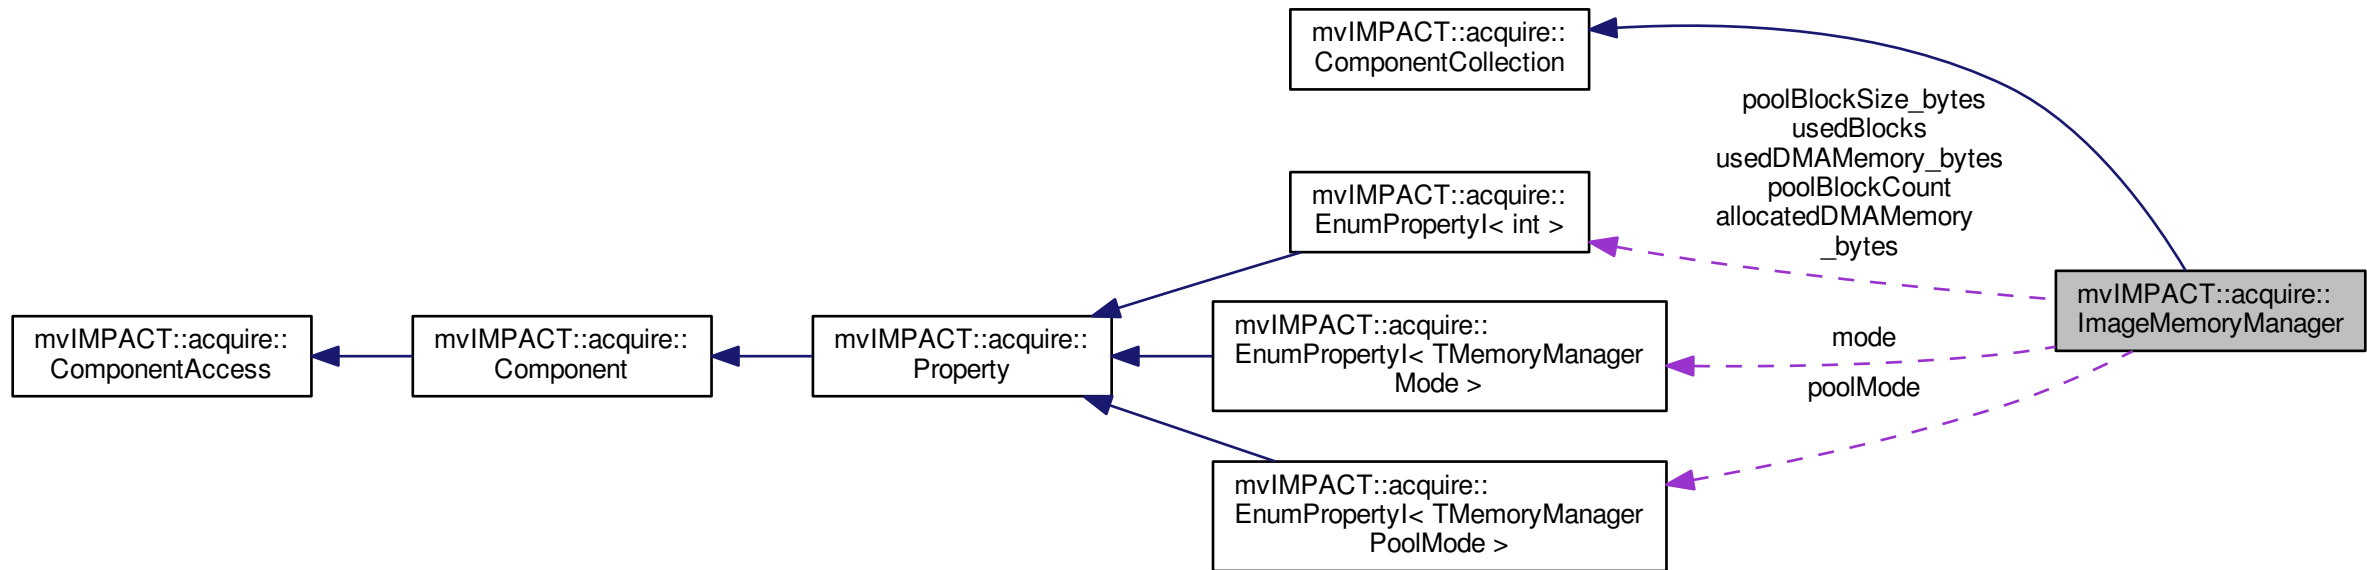 mvIMPACT::acquire::
ComponentCollection
poolBlockSize_bytes
usedBlocks
usedDMAMemory_bytes
poolBlockCount
allocatedDMAMemory
_bytes
mvIMPACT::acquire::
EnumPropertyI< int >
mvIMPACT::acquire::
ImageMemoryManager
mvIMPACT::acquire::
ComponentAccess
mvIMPACT::acquire::
Component
mvIMPACT::acquire::
Property
mvIMPACT::acquire::
EnumPropertyI< TMemoryManager
Mode >
mode
poolMode
mvIMPACT::acquire::
EnumPropertyI< TMemoryManager
PoolMode >